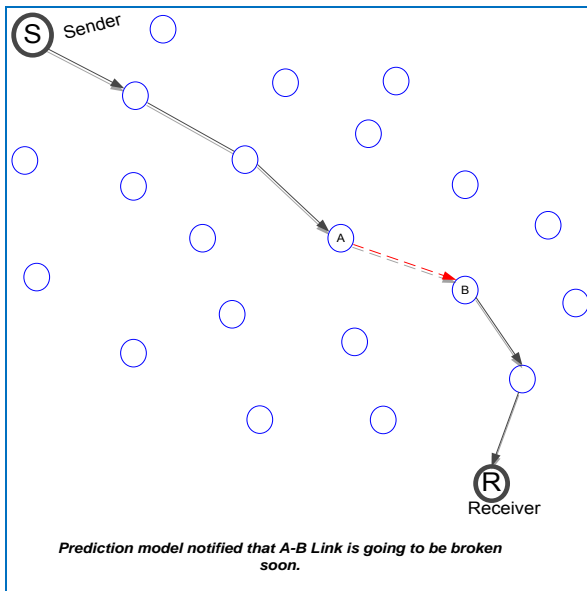 S
Sender
A
B
R
Receiver
Prediction model notified that A-B Link is going to be broken
soon.